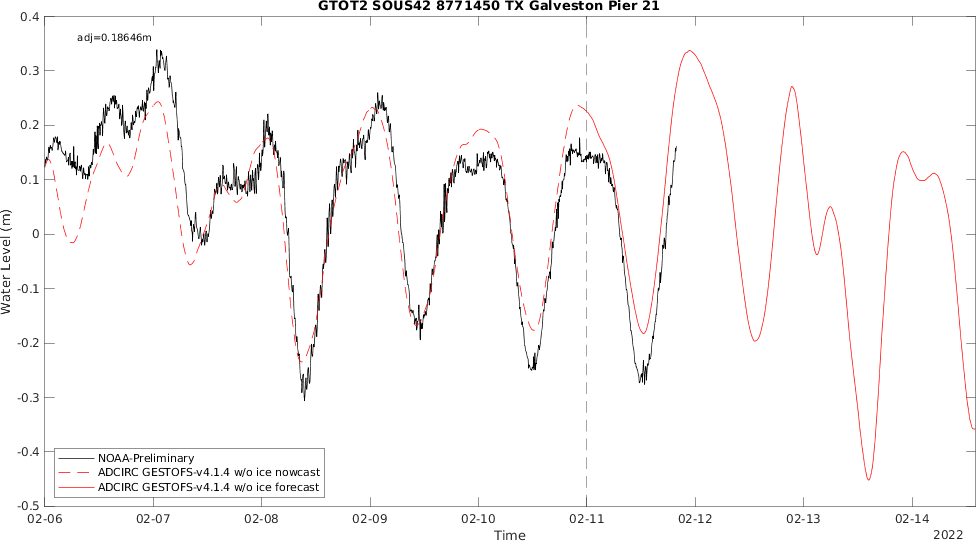 GTOT2 SOUS42 8771450 TX Galveston Pier 21
adj=0.18646m
0.4
0.3
0.2
0.1
0
-0.1
-0.2
-0.3
-0.4
-0.5
Water Level (m)
NOAA-Preliminary
ADCIRC GESTOFS-v4.1.4 w/o ice nowcast
ADCIRC GESTOFS-v4.1.4 w/o ice forecast
02-06 02-07 02-08 02-09 02-10 02-11 02-12 02-13 02-14
Time
2022